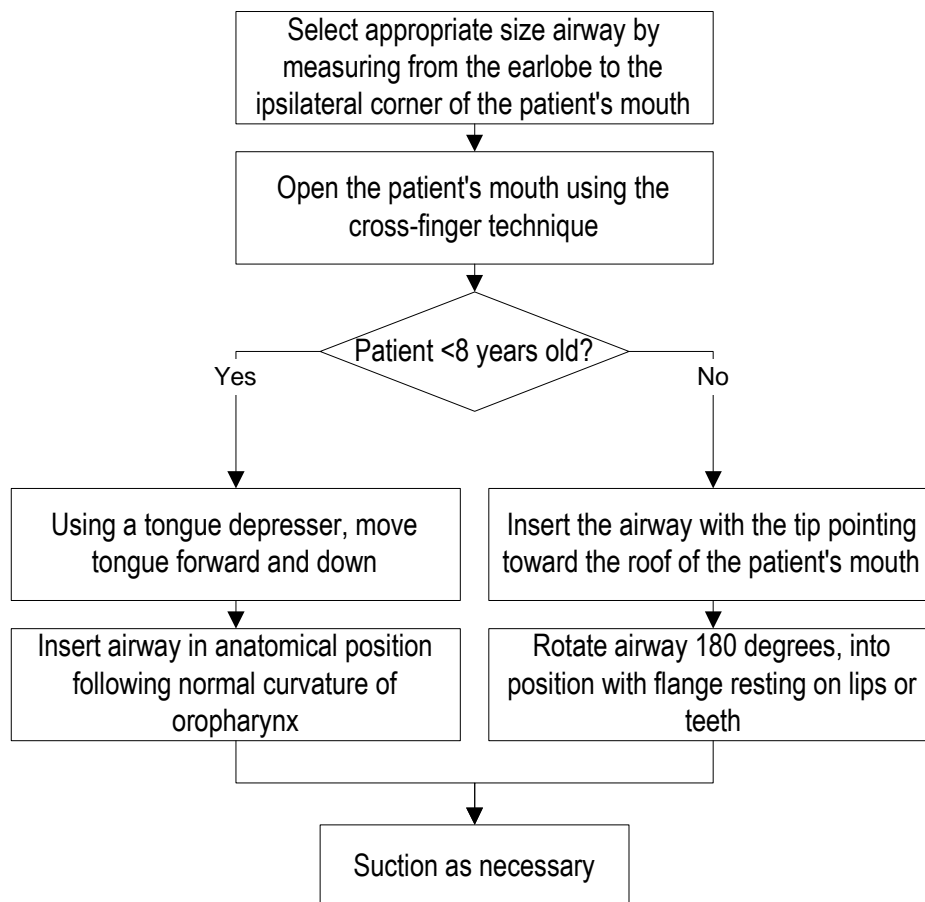 Select appropriate size airway by
measuring from the earlobe to the
ipsilateral corner of the patient's mouth
Open the patient's mouth using the
cross-finger technique
Patient <8 years old?
Yes
No
Using a tongue depresser, move
tongue forward and down
Insert the airway with the tip pointing
toward the roof of the patient's mouth
Insert airway in anatomical position
following normal curvature of
oropharynx
Rotate airway 180 degrees, into
position with flange resting on lips or
teeth
Suction as necessary